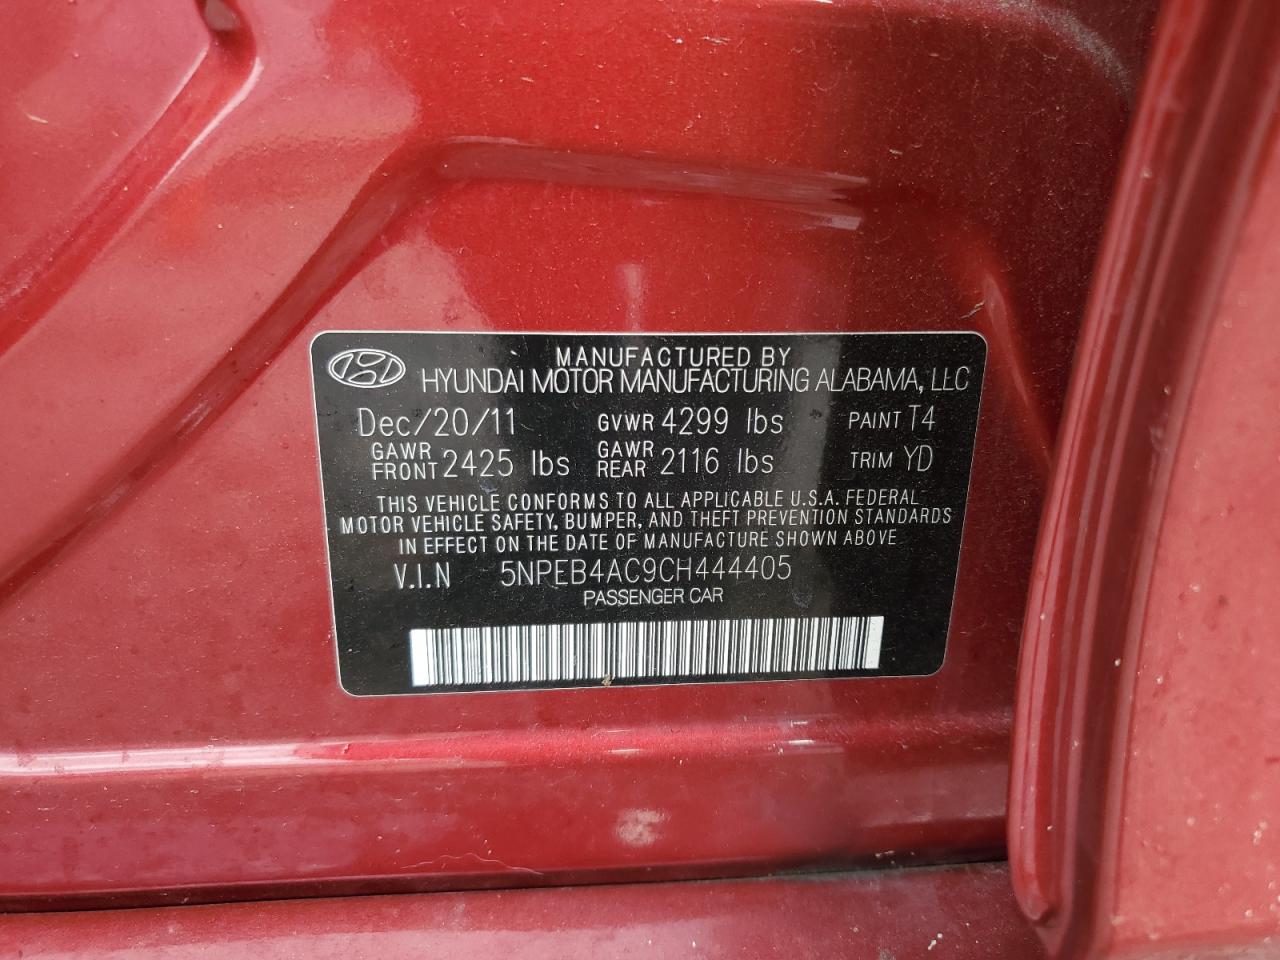 MANUFACTURED BY
HYUNDAI MOTOR MANUFACTURING ALABAMA, LLC
Dec/20/11 GVWR 4299 lbs PAINT T4
GAWR FRONT 2425 lbs GAWR REAR 2116 lbs TRIM YD
THIS VEHICLE CONFORMS TO ALL APPLICABLE U.S.A. FEDERAL
MOTOR VEHICLE SAFETY, BUMPER, AND THEFT PREVENTION STANDARDS
IN EFFECT ON THE DATE OF MANUFACTURE SHOWN ABOVE
V.I.N 5NPEB4AC9CH444405
PASSENGER CAR